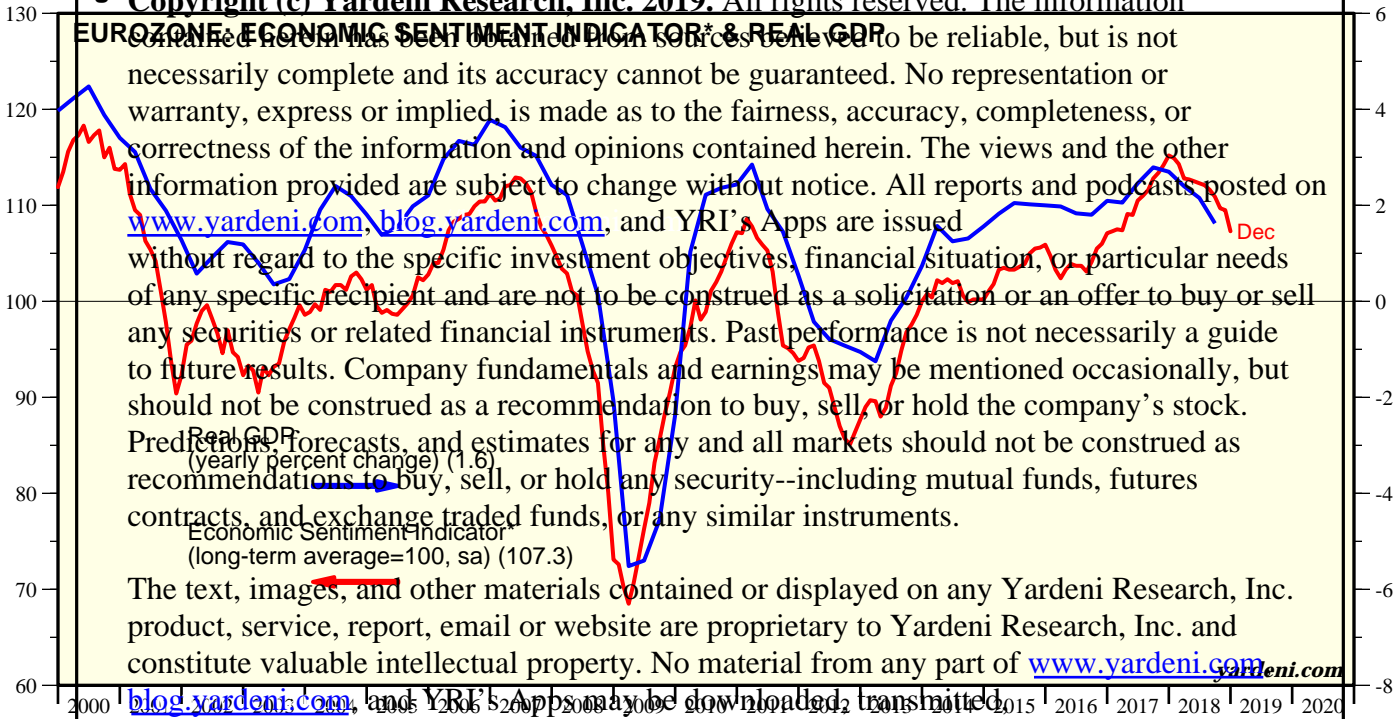 Copyright (c) Yardeni Research, Inc. 2019. All rights reserved. The information
EUROZONE: ECONOMIC SENTIMENT INDICATOR* & REAL GDP
contained herein has been obtained from sources believed to be reliable, but is not
necessarily complete and its accuracy cannot be guaranteed. No representation or
warranty, express or implied, is made as to the fairness, accuracy, completeness, or
correctness of the information and opinions contained herein. The views and the other
information provided are subject to change without notice. All reports and podcasts posted on
www.yardeni.com, blog.yardeni.com, and YRI's Apps are issued
without regard to the specific investment objectives, financial situation, or particular needs
of any specific recipient and are not to be construed as a solicitation or an offer to buy or sell
any securities or related financial instruments. Past performance is not necessarily a guide
to future results. Company fundamentals and earnings may be mentioned occasionally, but
should not be construed as a recommendation to buy, sell, or hold the company's stock.
Predictions, forecasts, and estimates for any and all markets should not be construed as
recommendations to buy, sell, or hold any security--including mutual funds, futures
contracts, and exchange traded funds, or any similar instruments.
The text, images, and other materials contained or displayed on any Yardeni Research, Inc.
product, service, report, email or website are proprietary to Yardeni Research, Inc. and
constitute valuable intellectual property. No material from any part of www.yardeni.com,
blog.yardeni.com, and YRI's Apps may be downloaded, transmitted,
Real GDP
(yearly percent change) (1.6)
Economic Sentiment Indicator*
(long-term average=100, sa) (107.3)
Dec
yardeni.com
130
120
110
100
90
80
70
60
6
4
2
0
-2
-4
-6
-8
2000 2001 2002 2003 2004 2005 2006 2007 2008 2009 2010 2011 2012 2013 2014 2015 2016 2017 2018 2019 2020